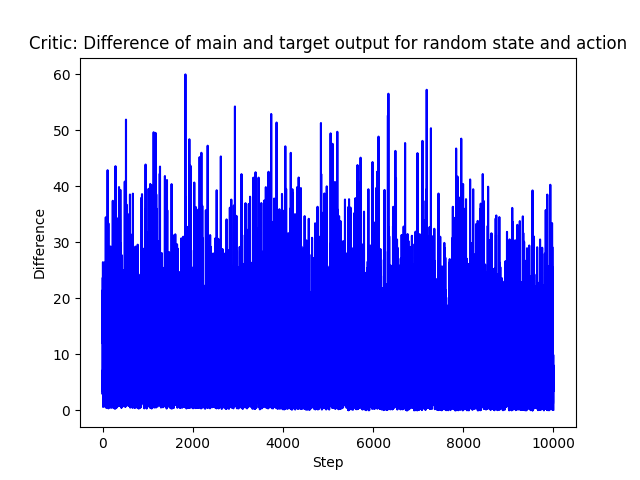 Critic: Difference of main and target output for random state and action
60
50
40
30
20
10
0
Difference
0 2000 4000 6000 8000 10000
Step